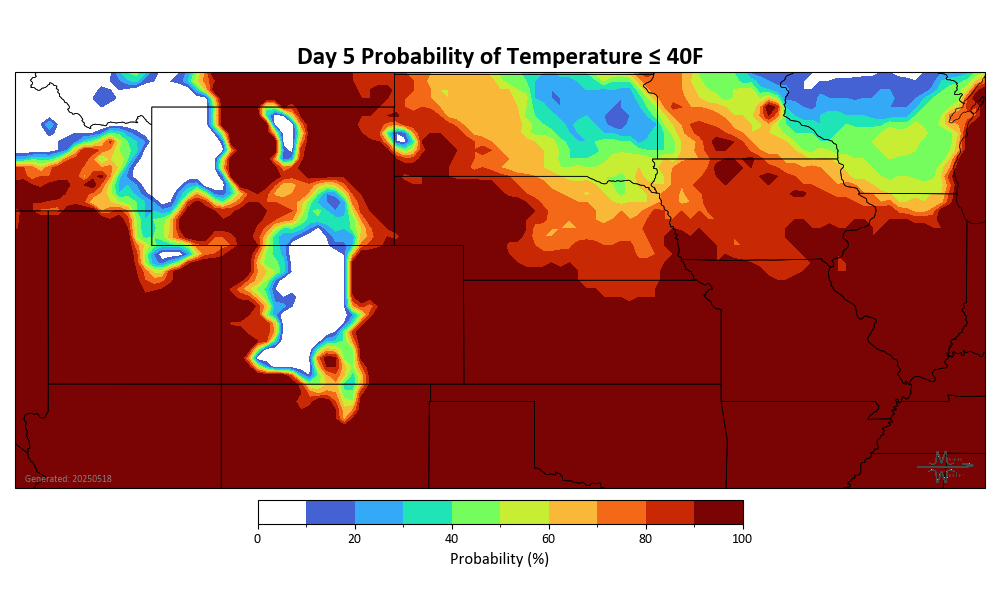 Day 5 Probability of Temperature ≤ 40F
Generated: 20250518
M
W
0 20 40 60 80 100
Probability (%)